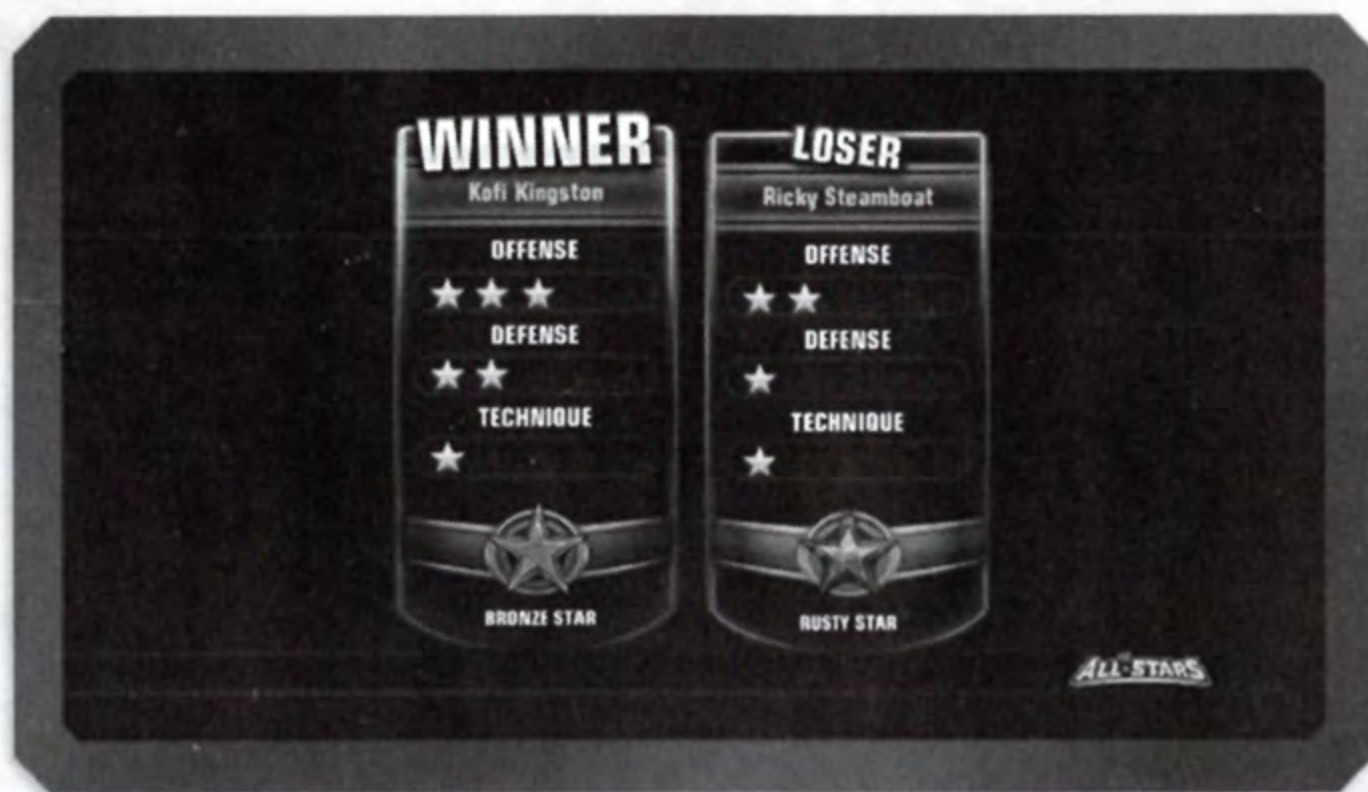 WINNER
Kofi Kingston
OFFENSE
DEFENSE
TECHNIQUE
BRONZE STAR
LOSER
Ricky Steamboat
OFFENSE
DEFENSE
TECHNIQUE
RUSTY STAR
ALL-STARS